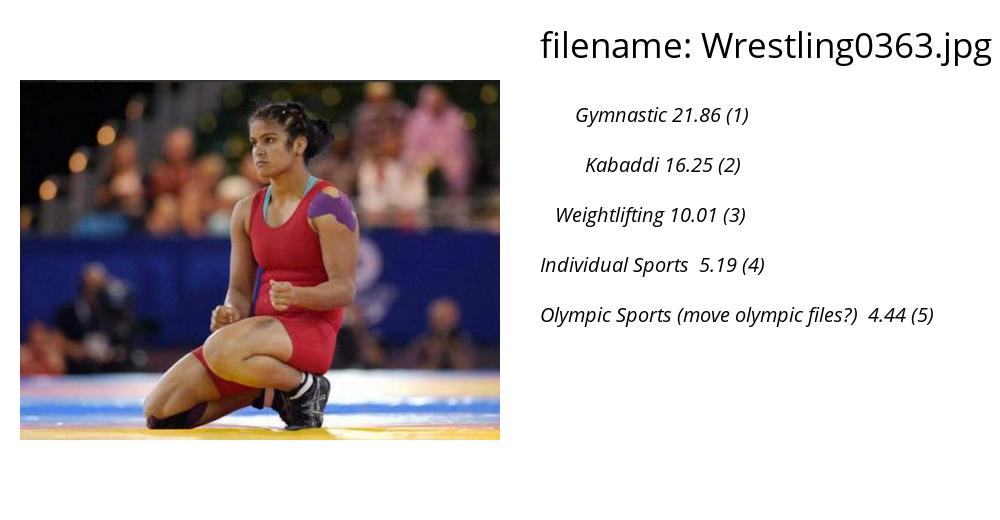 filename: Wrestling0363.jpg
Gymnastic 21.86 (1)
Kabaddi 16.25 (2)
Weightlifting 10.01 (3)
Individual Sports  5.19 (4)
Olympic Sports (move olympic files?)  4.44 (5)